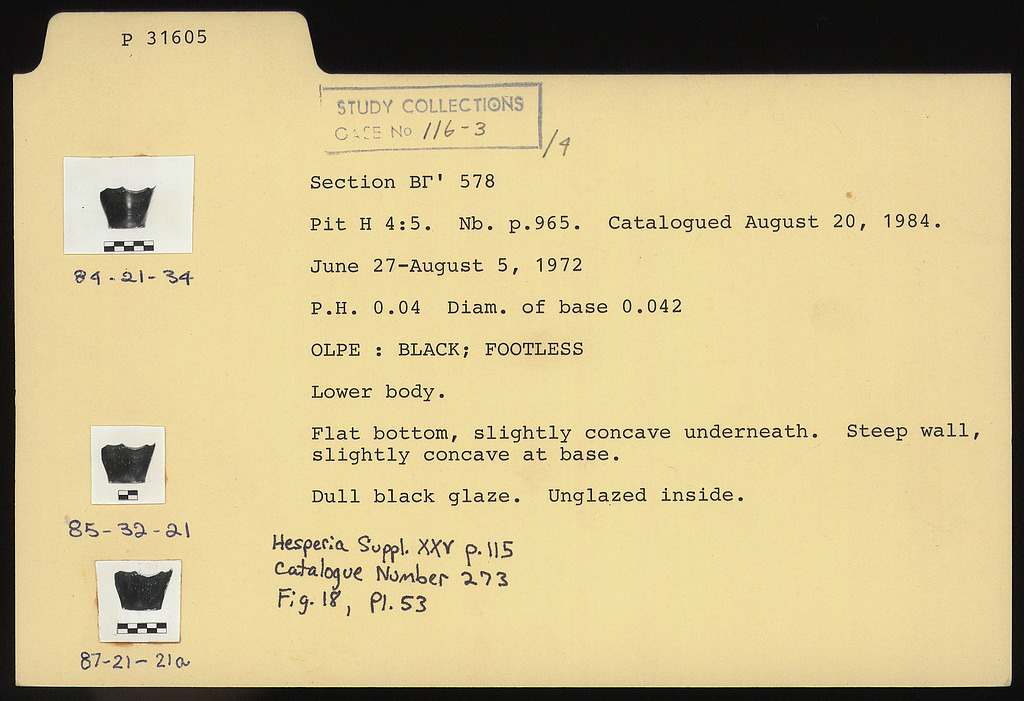 P 31605
STUDY COLLECTIONS
CASE No 116-3
/4
Section ΒΓ' 578
Pit H 4:5. Nb. p.965. Catalogued August 20, 1984.
June 27-August 5, 1972
P.H. 0.04 Diam. of base 0.042
OLPE : BLACK; FOOTLESS
Lower body.
Flat bottom, slightly concave underneath. Steep wall,
slightly concave at base.
Dull black glaze. Unglazed inside.
Hesperia Suppl. XXV p.115
Catalogue Number 273
Fig.18, Pl.53
84-21-34
85-32-21
87-21-21a